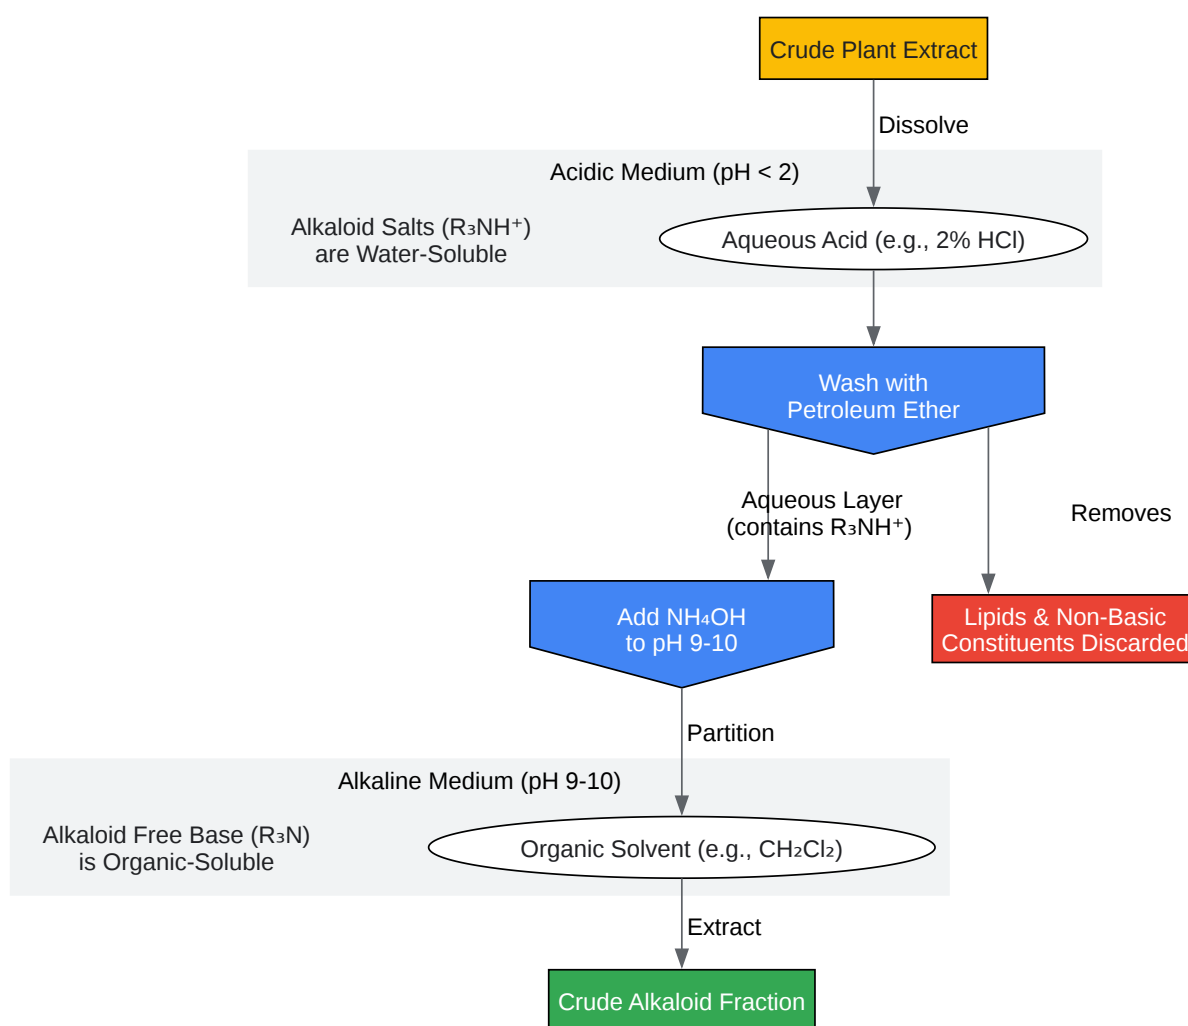 Crude Plant Extract
Dissolve
Acidic Medium (pH < 2)
Alkaloid Salts (R₃NH⁺)
are Water-Soluble
Aqueous Acid (e.g., 2% HCl)
Wash with
Petroleum Ether
Aqueous Layer
(contains R₃NH⁺)
Removes
Add NH₄OH
to pH 9-10
Lipids & Non-Basic
Constituents Discarded
Partition
Alkaline Medium (pH 9-10)
Alkaloid Free Base (R₃N)
is Organic-Soluble
Organic Solvent (e.g., CH₂Cl₂)
Extract
Crude Alkaloid Fraction